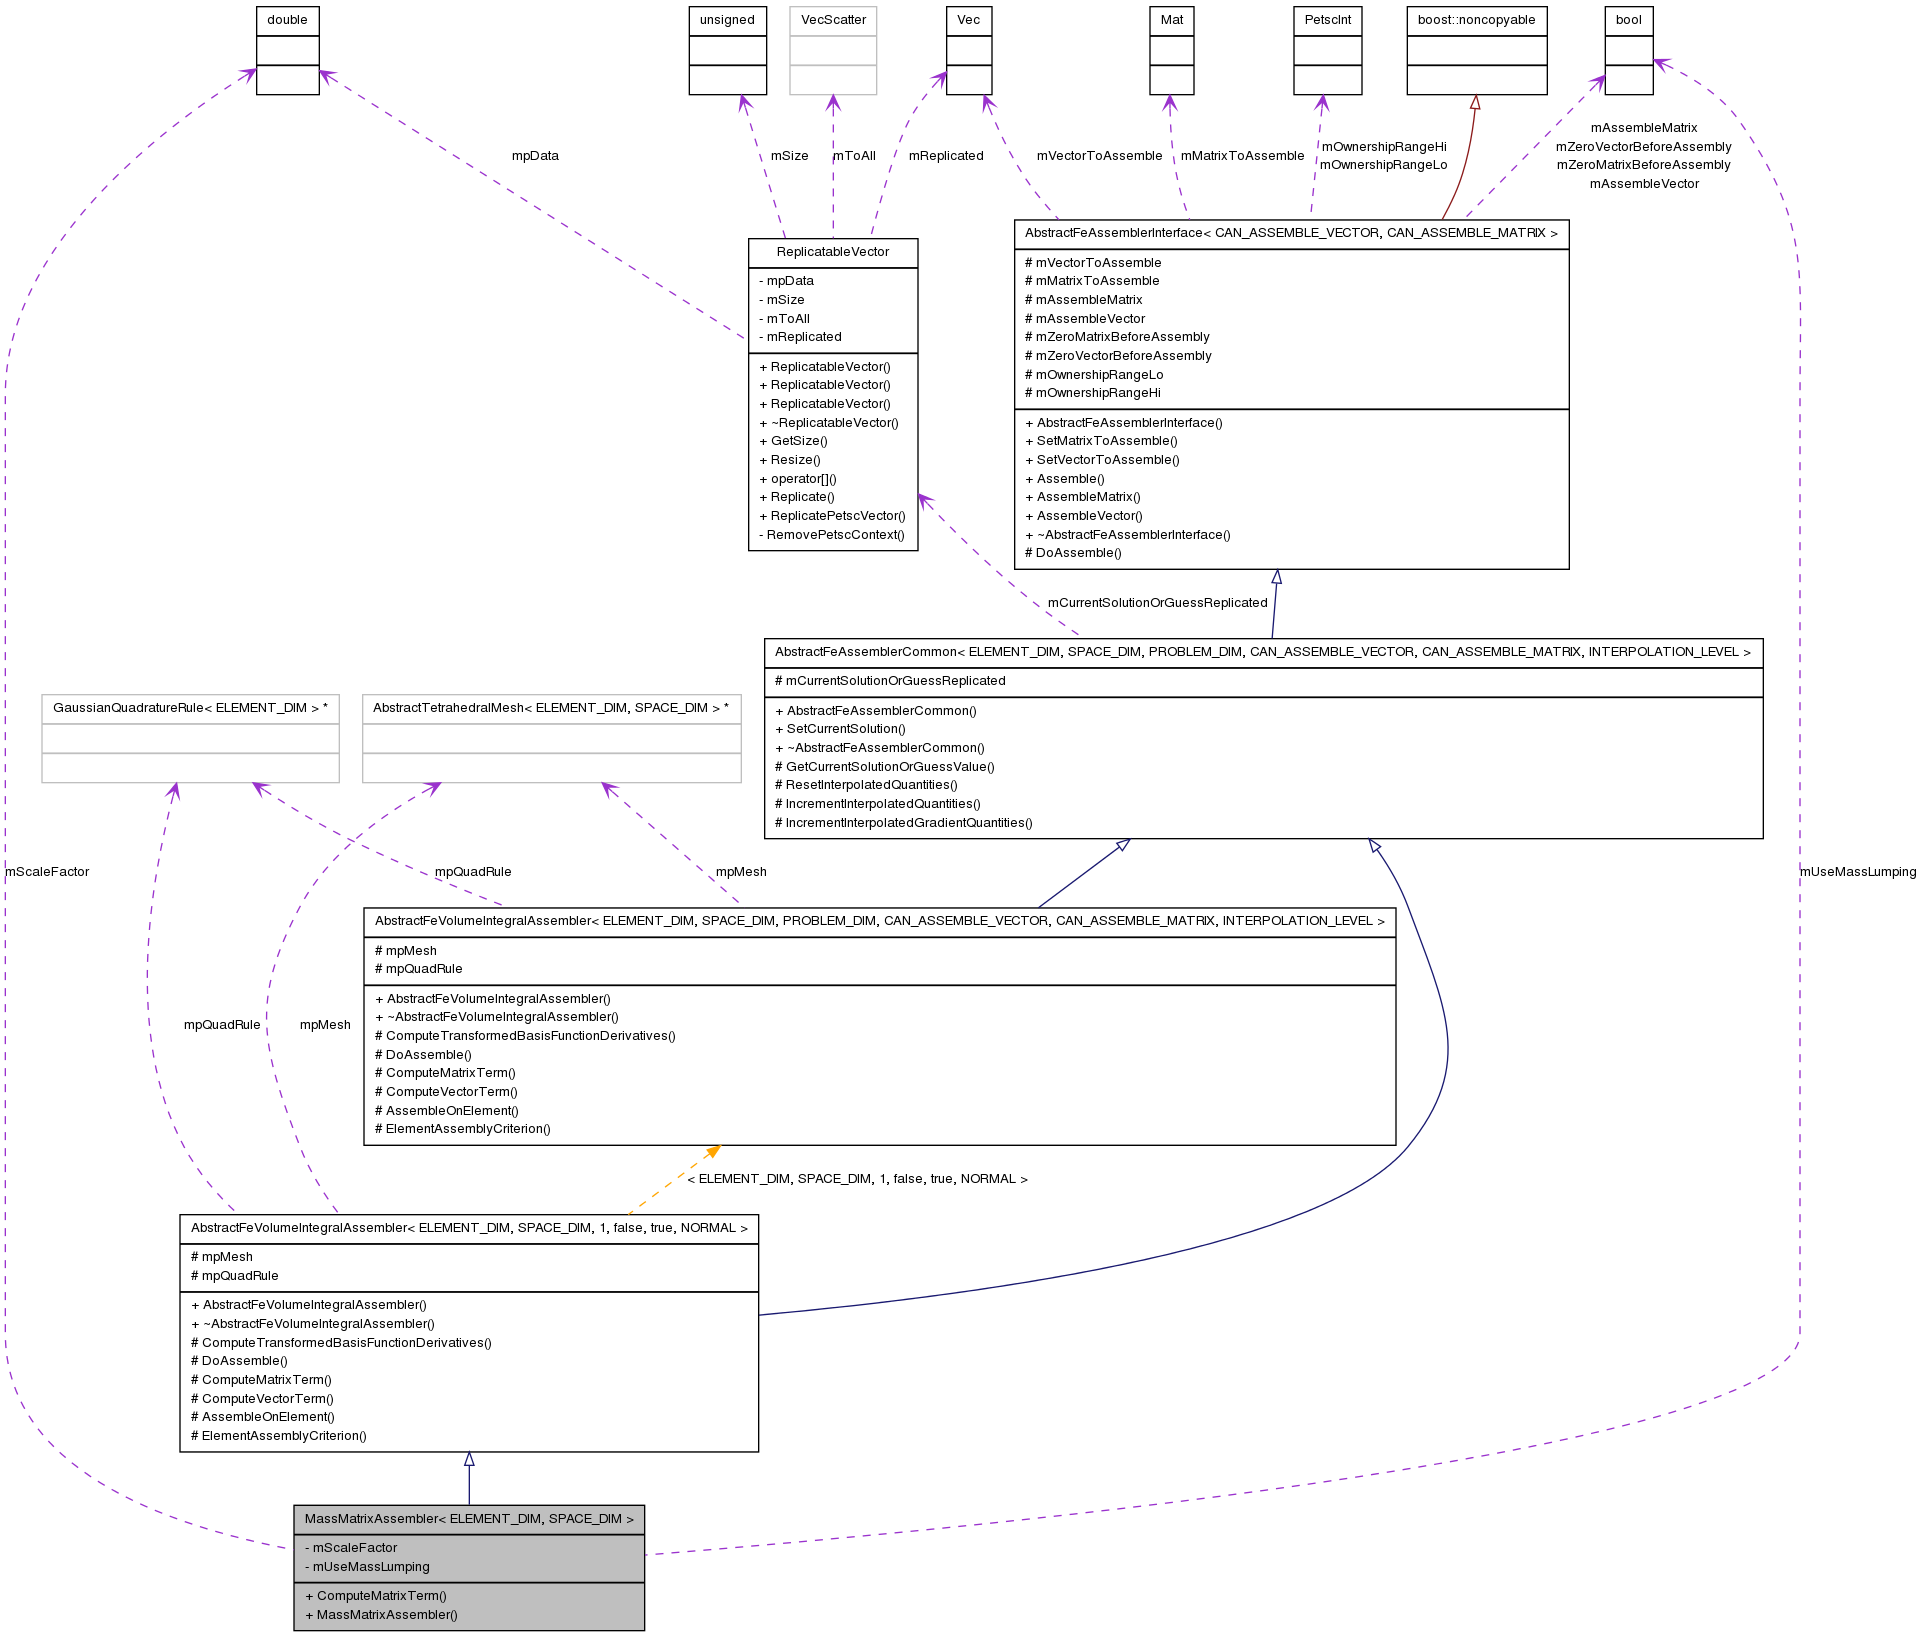 double
unsigned
VecScatter
Vec
Mat
PetscInt
boost::noncopyable
bool
mpData
mSize
mToAll
mReplicated
mVectorToAssemble
mMatrixToAssemble
mOwnershipRangeHi
mOwnershipRangeLo
mAssembleMatrix
mZeroVectorBeforeAssembly
mZeroMatrixBeforeAssembly
mAssembleVector
ReplicatableVector
- mpData
- mSize
- mToAll
- mReplicated
+ ReplicatableVector()
+ ReplicatableVector()
+ ReplicatableVector()
+ ~ReplicatableVector()
+ GetSize()
+ Resize()
+ operator[]()
+ Replicate()
+ ReplicatePetscVector()
- RemovePetscContext()
AbstractFeAssemblerInterface< CAN_ASSEMBLE_VECTOR, CAN_ASSEMBLE_MATRIX >
# mVectorToAssemble
# mMatrixToAssemble
# mAssembleMatrix
# mAssembleVector
# mZeroMatrixBeforeAssembly
# mZeroVectorBeforeAssembly
# mOwnershipRangeLo
# mOwnershipRangeHi
+ AbstractFeAssemblerInterface()
+ SetMatrixToAssemble()
+ SetVectorToAssemble()
+ Assemble()
+ AssembleMatrix()
+ AssembleVector()
+ ~AbstractFeAssemblerInterface()
# DoAssemble()
mCurrentSolutionOrGuessReplicated
AbstractFeAssemblerCommon< ELEMENT_DIM, SPACE_DIM, PROBLEM_DIM, CAN_ASSEMBLE_VECTOR, CAN_ASSEMBLE_MATRIX, INTERPOLATION_LEVEL >
# mCurrentSolutionOrGuessReplicated
+ AbstractFeAssemblerCommon()
+ SetCurrentSolution()
+ ~AbstractFeAssemblerCommon()
# GetCurrentSolutionOrGuessValue()
# ResetInterpolatedQuantities()
# IncrementInterpolatedQuantities()
# IncrementInterpolatedGradientQuantities()
GaussianQuadratureRule< ELEMENT_DIM > *
AbstractTetrahedralMesh< ELEMENT_DIM, SPACE_DIM > *
mScaleFactor
mpQuadRule
mpMesh
mUseMassLumping
AbstractFeVolumeIntegralAssembler< ELEMENT_DIM, SPACE_DIM, PROBLEM_DIM, CAN_ASSEMBLE_VECTOR, CAN_ASSEMBLE_MATRIX, INTERPOLATION_LEVEL >
# mpMesh
# mpQuadRule
+ AbstractFeVolumeIntegralAssembler()
+ ~AbstractFeVolumeIntegralAssembler()
# ComputeTransformedBasisFunctionDerivatives()
# DoAssemble()
# ComputeMatrixTerm()
# ComputeVectorTerm()
# AssembleOnElement()
# ElementAssemblyCriterion()
mpQuadRule
mpMesh
< ELEMENT_DIM, SPACE_DIM, 1, false, true, NORMAL >
AbstractFeVolumeIntegralAssembler< ELEMENT_DIM, SPACE_DIM, 1, false, true, NORMAL >
# mpMesh
# mpQuadRule
+ AbstractFeVolumeIntegralAssembler()
+ ~AbstractFeVolumeIntegralAssembler()
# ComputeTransformedBasisFunctionDerivatives()
# DoAssemble()
# ComputeMatrixTerm()
# ComputeVectorTerm()
# AssembleOnElement()
# ElementAssemblyCriterion()
MassMatrixAssembler< ELEMENT_DIM, SPACE_DIM >
- mScaleFactor
- mUseMassLumping
+ ComputeMatrixTerm()
+ MassMatrixAssembler()